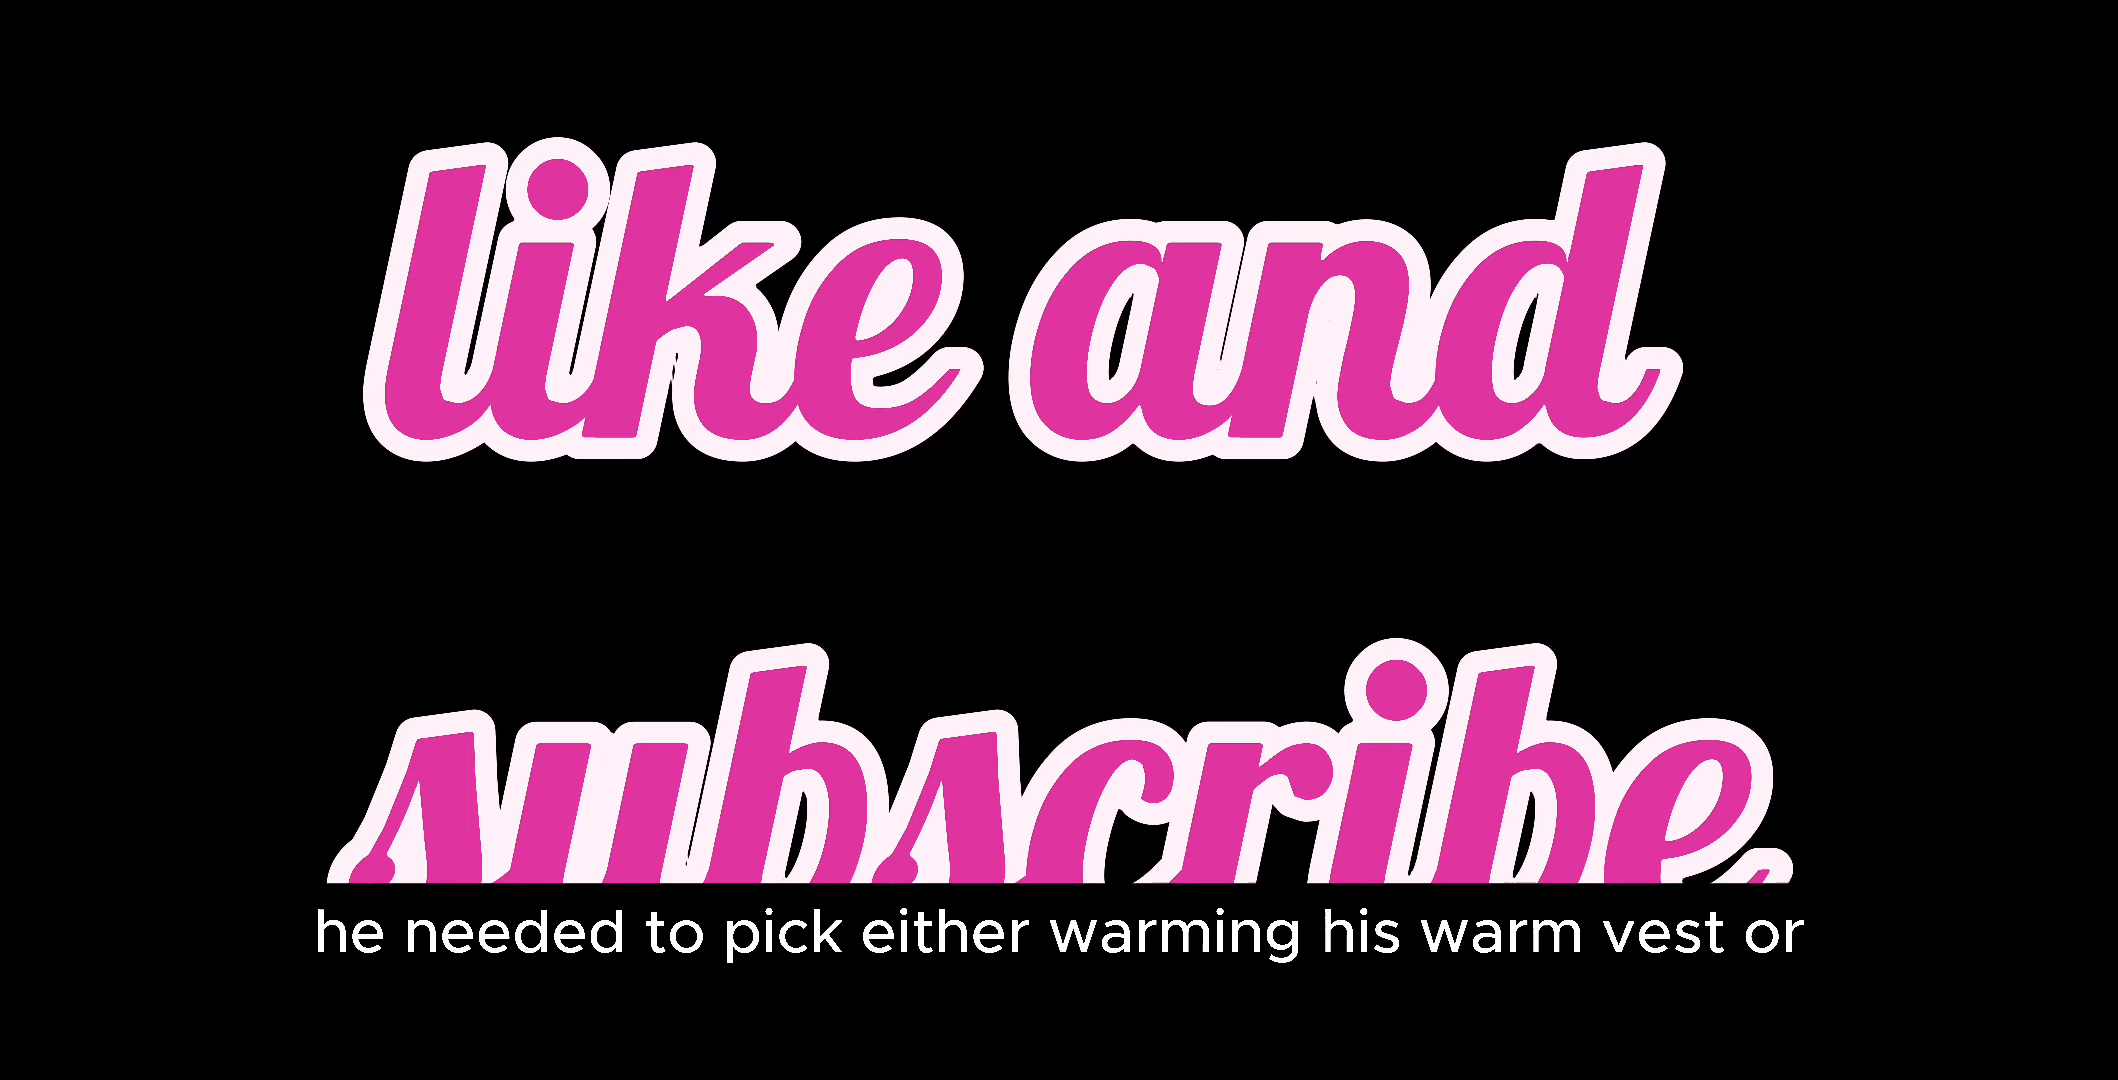 like and
subscribe
he needed to pick either warming his warm vest or